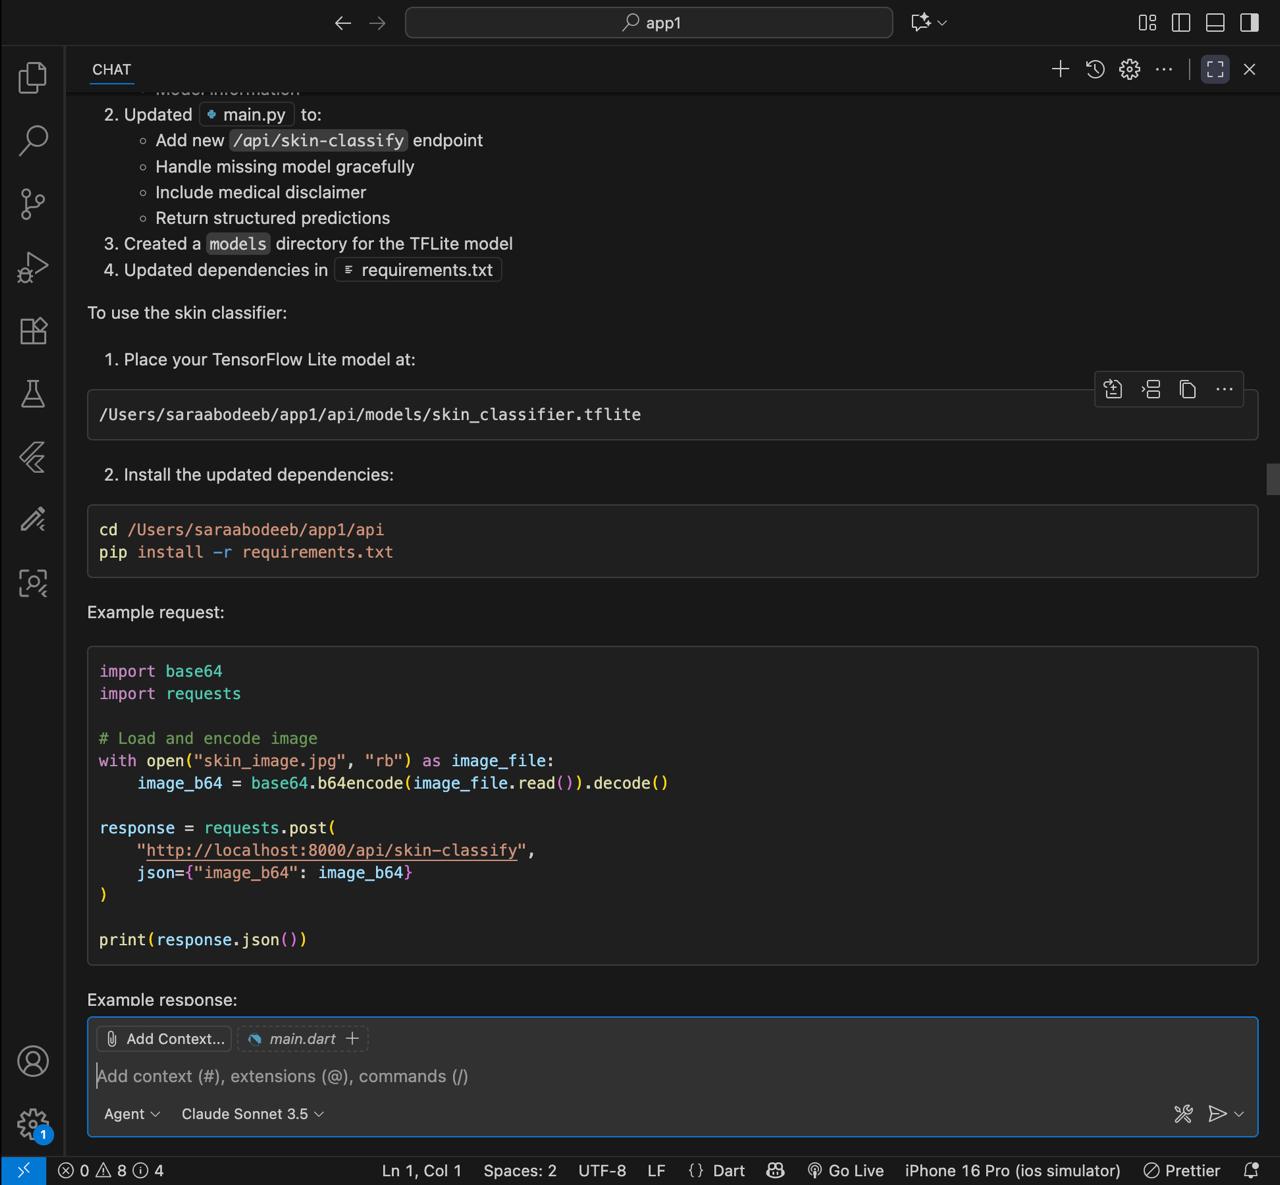 app1
CHAT
Model information
2. Updated main.py to:
Add new /api/skin-classify endpoint
Handle missing model gracefully
Include medical disclaimer
Return structured predictions
3. Created a models directory for the TFLite model
4. Updated dependencies in requirements.txt
To use the skin classifier:
1. Place your TensorFlow Lite model at:
/Users/saraabodeeb/app1/api/models/skin_classifier.tflite
2. Install the updated dependencies:
cd /Users/saraabodeeb/app1/api
pip install -r requirements.txt
Example request:
import base64
import requests
# Load and encode image
with open("skin_image.jpg", "rb") as image_file:
    image_b64 = base64.b64encode(image_file.read()).decode()
response = requests.post(
    "http://localhost:8000/api/skin-classify",
    json={"image_b64": image_b64}
)
print(response.json())
Example response:
Add Context... main.dart
Add context (#), extensions (@), commands (/)
Agent Claude Sonnet 3.5
1
0 8 4 Ln 1, Col 1 Spaces: 2 UTF-8 LF {} Dart Go Live iPhone 16 Pro (ios simulator) Prettier